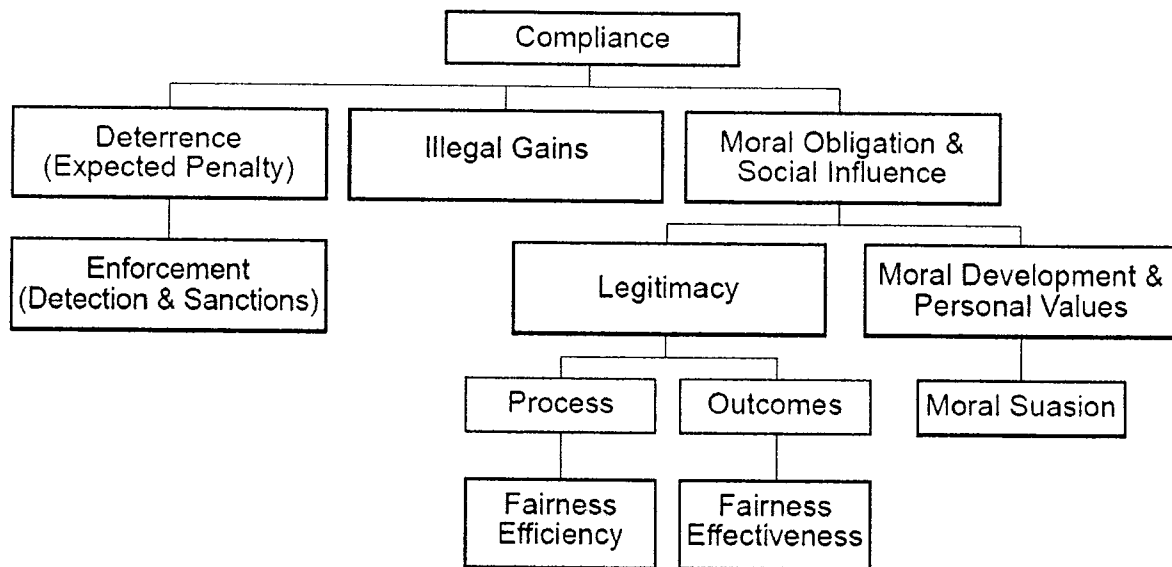 Compliance
Deterrence
(Expected Penalty)
Illegal Gains
Moral Obligation &
Social Influence
Enforcement
(Detection & Sanctions)
Legitimacy
Moral Development &
Personal Values
Process
Outcomes
Moral Suasion
Fairness
Efficiency
Fairness
Effectiveness